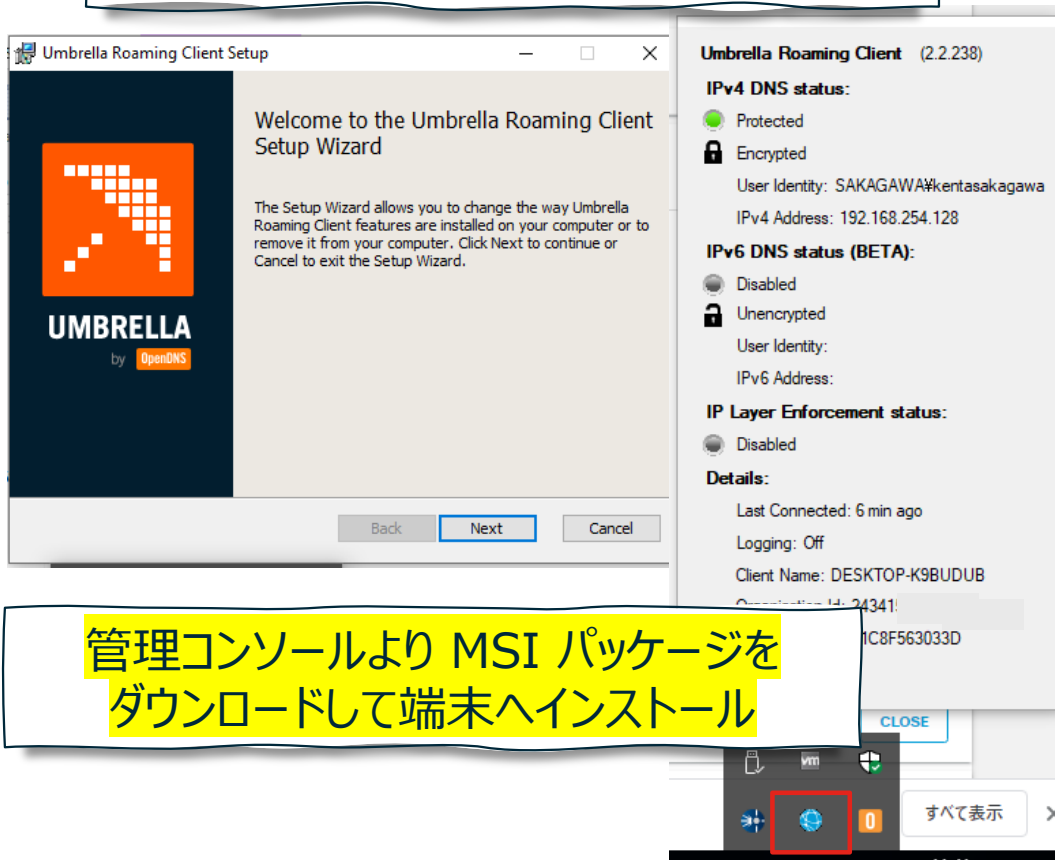 Umbrella Roaming Client Setup
Welcome to the Umbrella Roaming Client
Setup Wizard
The Setup Wizard allows you to change the way Umbrella
Roaming Client features are installed on your computer or to
remove it from your computer. Click Next to continue or
Cancel to exit the Setup Wizard.
UMBRELLA
by OpenDNS
Back Next Cancel
Umbrella Roaming Client (2.2.238)
IPv4 DNS status:
Protected
Encrypted
User Identity: SAKAGAWA¥kentasakagawa
IPv4 Address: 192.168.254.128
IPv6 DNS status (BETA):
Disabled
Unencrypted
User Identity:
IPv6 Address:
IP Layer Enforcement status:
Disabled
Details:
Last Connected: 6 min ago
Logging: Off
Client Name: DESKTOP-K9BUDUB
24341
1C8F563033D
管理コンソールより MSI パッケージを
ダウンロードして端末へインストール
CLOSE
vm
すべて表示